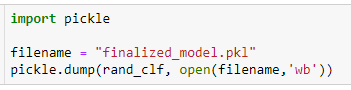 import pickle
filename = "finalized_model.pkl"
pickle.dump(rand_clf, open(filename,'wb'))